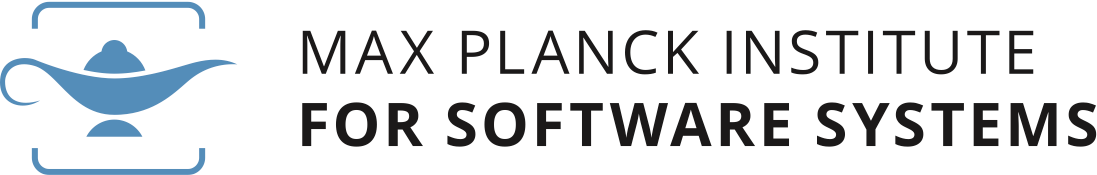 MAX PLANCK INSTITUTE
FOR SOFTWARE SYSTEMS